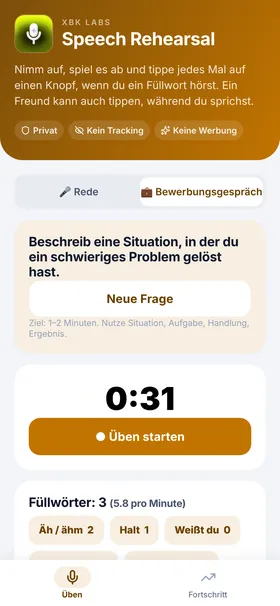 XBK LABS
Speech Rehearsal
Nimm auf, spiel es ab und tippe jedes Mal auf
einen Knopf, wenn du ein Füllwort hörst. Ein
Freund kann auch tippen, während du sprichst.
Privat
Kein Tracking
Keine Werbung
🎤 Rede
💼 Bewerbungsgespräch
Beschreib eine Situation, in der du
ein schwieriges Problem gelöst
hast.
Neue Frage
Ziel: 1–2 Minuten. Nutze Situation, Aufgabe, Handlung,
Ergebnis.
0:31
● Üben starten
Füllwörter: 3 (5.8 pro Minute)
Äh / ähm 2
Halt 1
Weißt du 0
Üben
Fortschritt